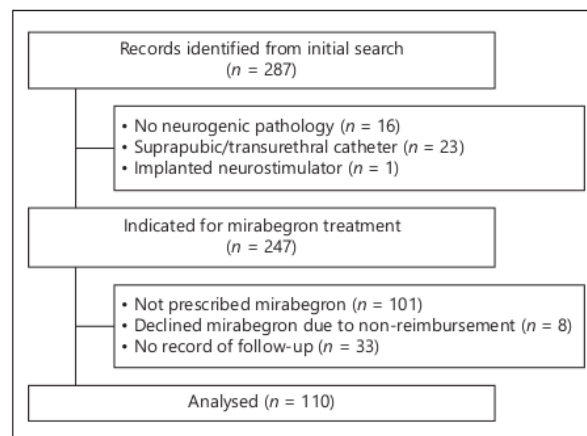 Records identified from initial search
(n = 287)
• No neurogenic pathology (n = 16)
• Suprapubic/transurethral catheter (n = 23)
• Implanted neurostimulator (n = 1)
Indicated for mirabegron treatment
(n = 247)
• Not prescribed mirabegron (n = 101)
• Declined mirabegron due to non-reimbursement (n = 8)
• No record of follow-up (n = 33)
Analysed (n = 110)